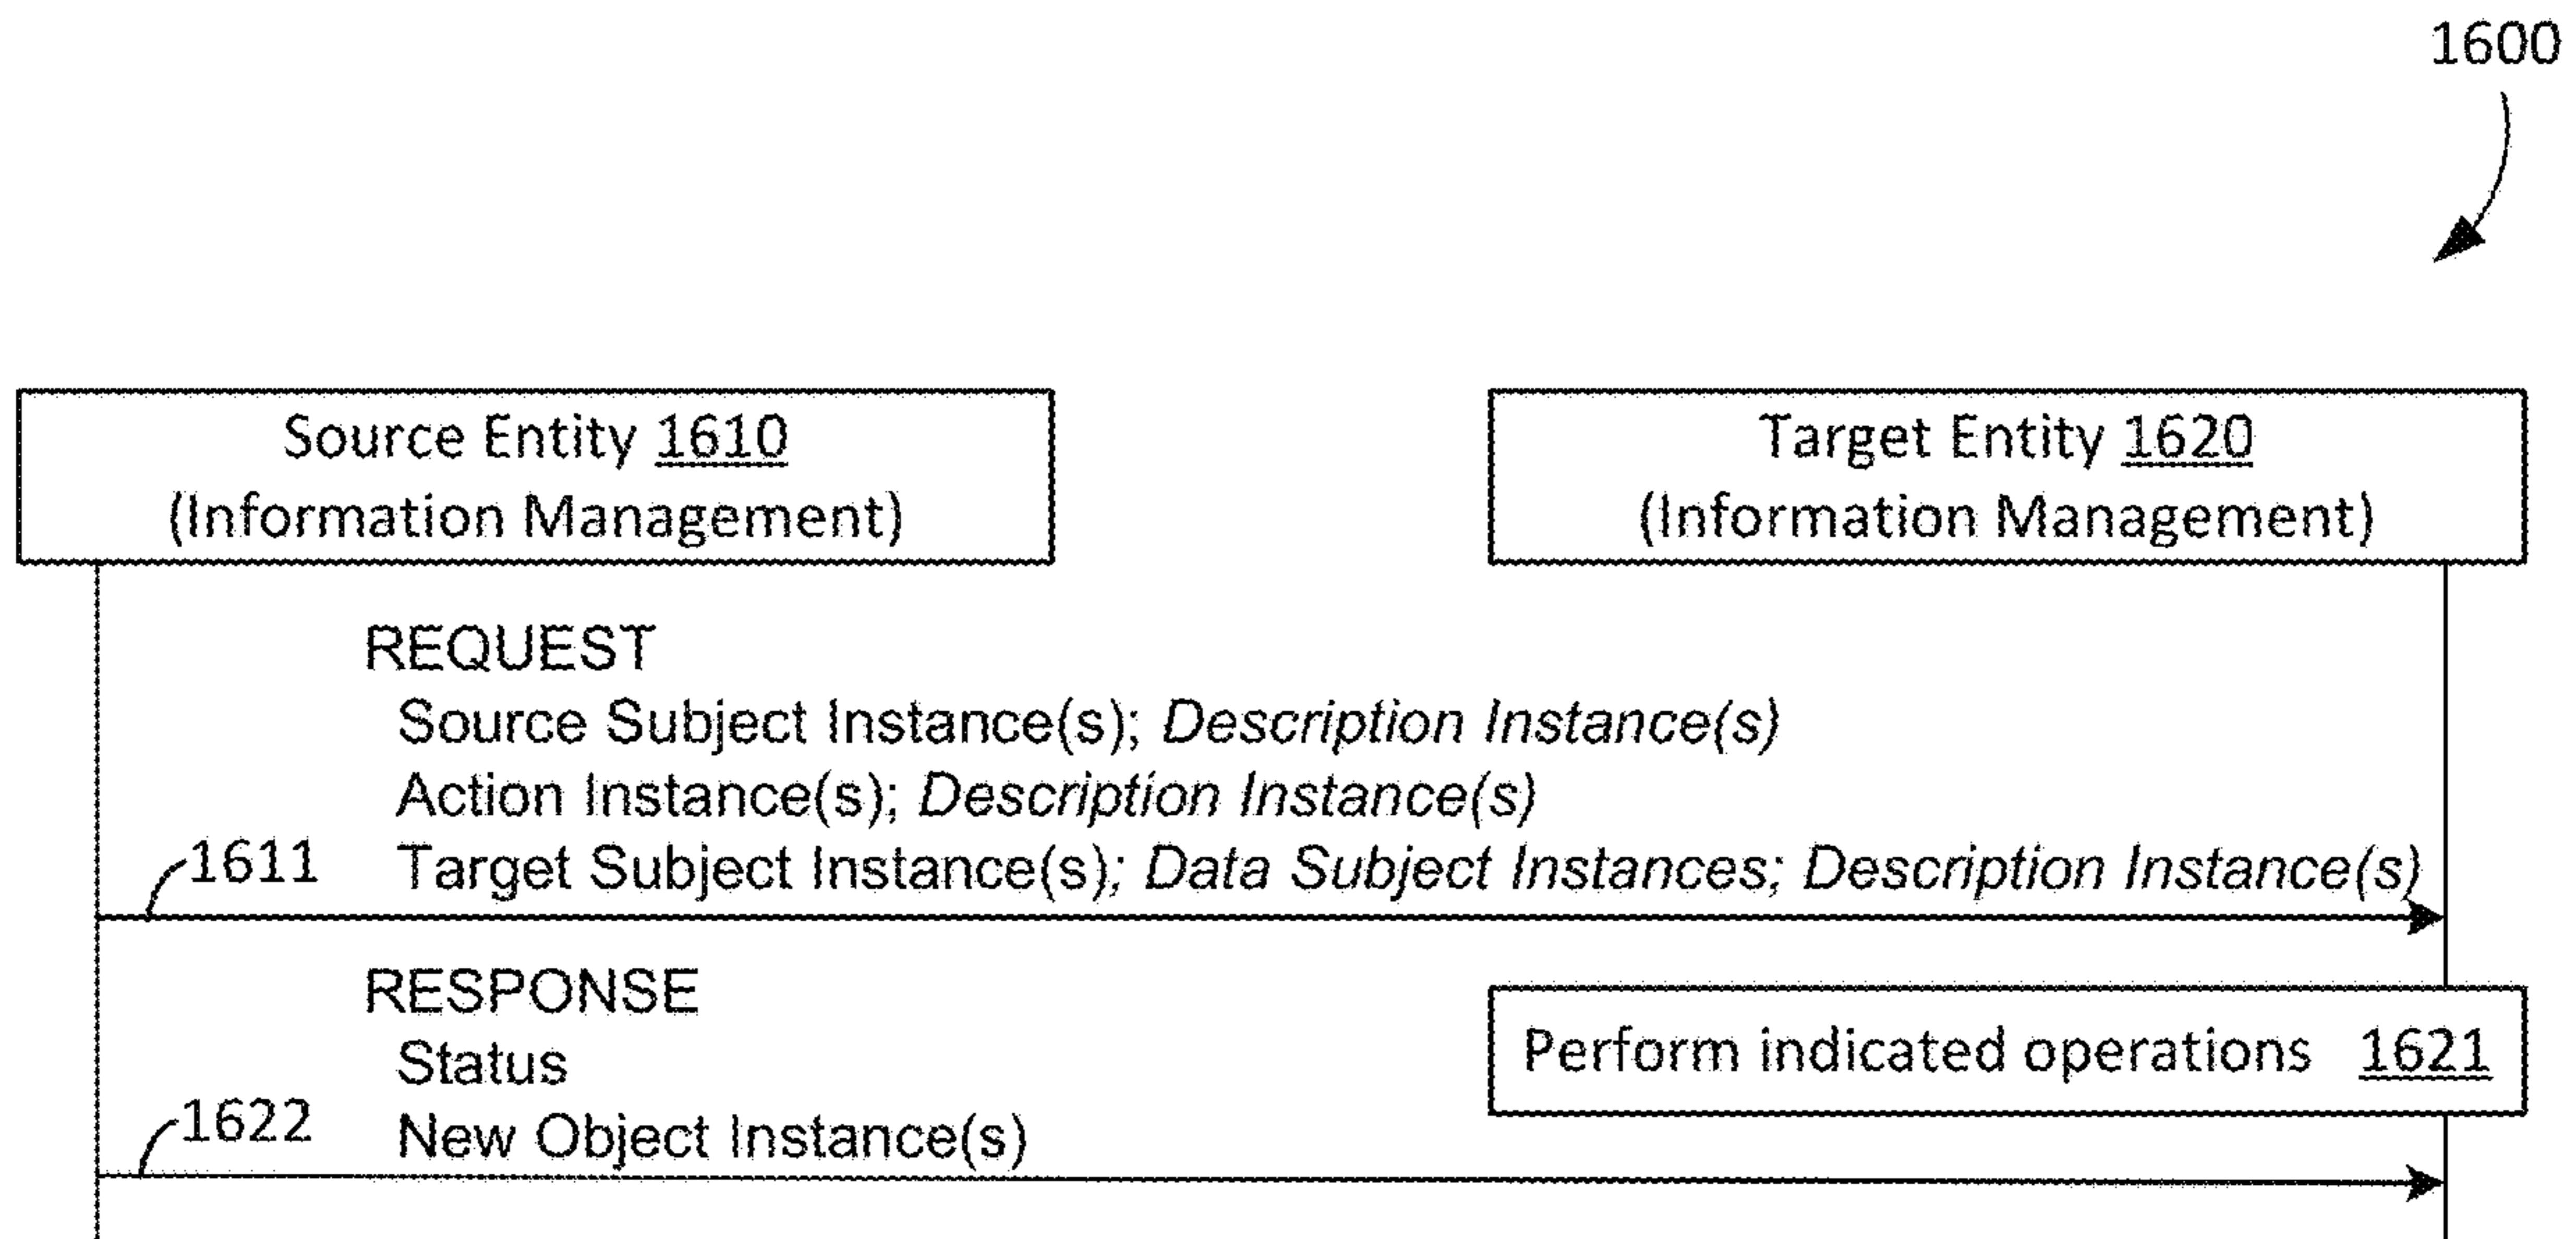 1600
Source Entity 1610
(Information Management)
Target Entity 1620
(Information Management)
REQUEST
Source Subject Instance(s); Description Instance(s)
Action Instance(s); Description Instance(s)
1611
Target Subject Instance(s); Data Subject Instances; Description Instance(s)
RESPONSE
Status
Perform indicated operations 1621
1622
New Object Instance(s)